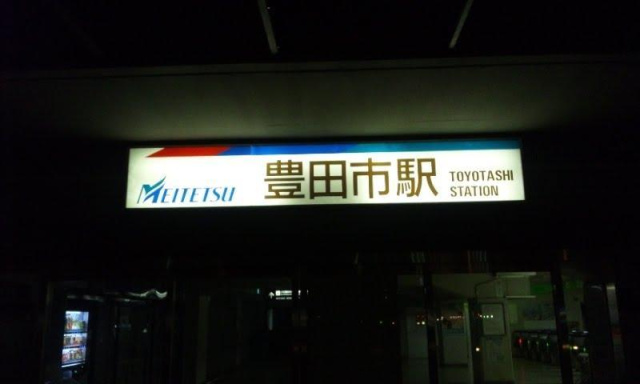 MEITETSU 豊田市駅 TOYOTASHI
STATION